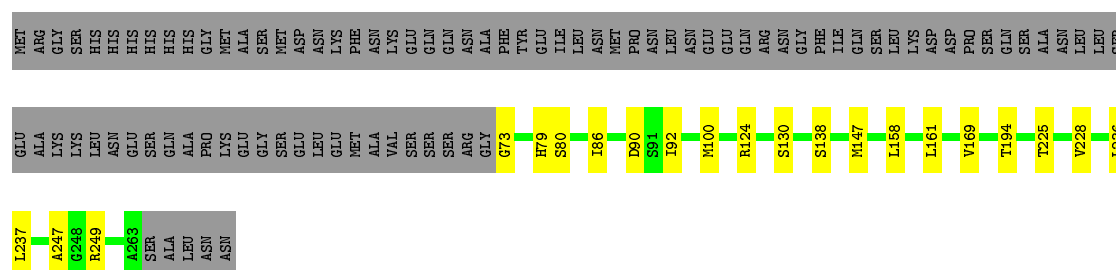 MET ARG GLY SER HIS HIS HIS HIS HIS HIS GLY MET ALA SER MET ASP ASN LYS PHE ASN LYS GLU GLN GLN ASN ALA PHE TYR GLU ILE LEU ASN MET PRO ASN LEU ASN GLU GLU GLN ARG ASN GLY PHE ILE GLN SER LEU LYS ASP ASP PRO SER GLN SER ALA ASN LEU LEU SER
GLU ALA LYS LYS LEU ASN GLU SER GLN ALA PRO LYS GLU GLY SER GLU LEU GLU MET ALA VAL SER SER SER ARG GLY G73 H79 S80 I86 D90 S91 I92 M100 R124 S130 S138 M147 L158 L161 V169 T194 T225 V228
L237 A247 G248 R249 A263 SER ALA LEU ASN ASN